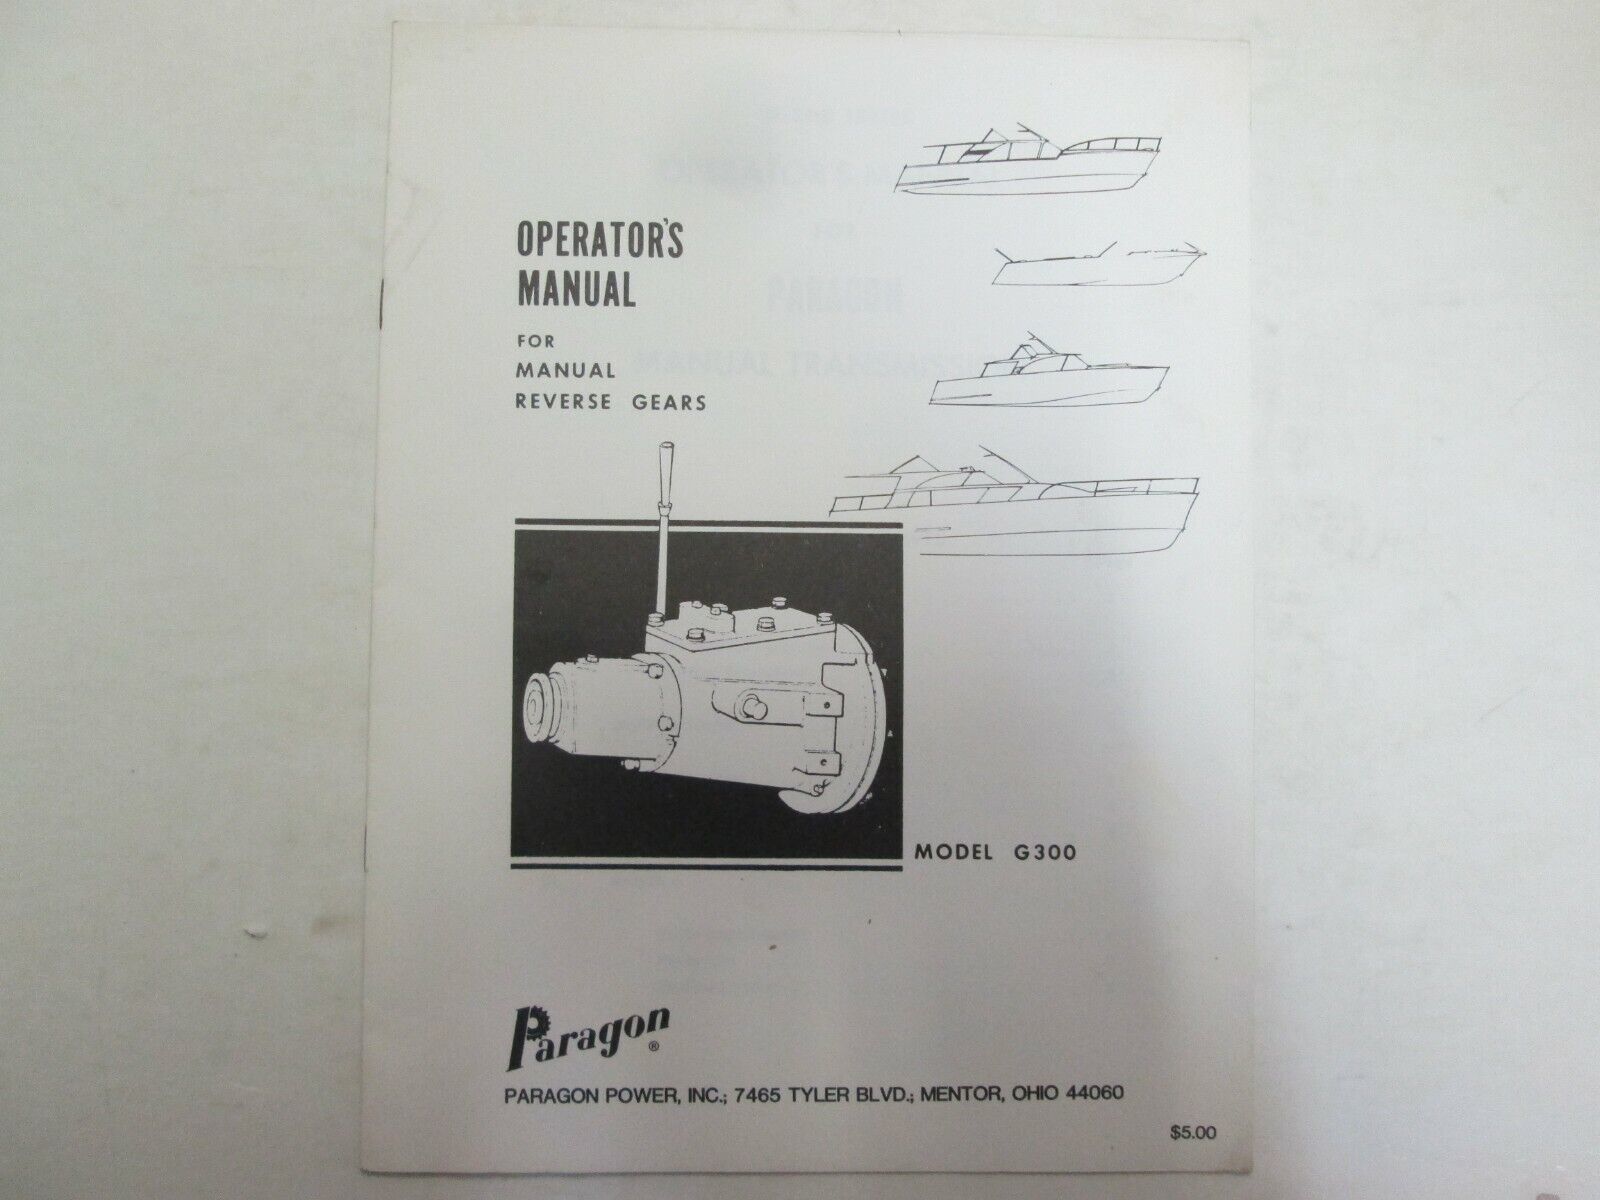 OPERATOR'S
MANUAL
FOR
MANUAL
REVERSE GEARS
MODEL G300
Paragon ®
PARAGON POWER, INC.; 7465 TYLER BLVD.; MENTOR, OHIO 44060
$5.00